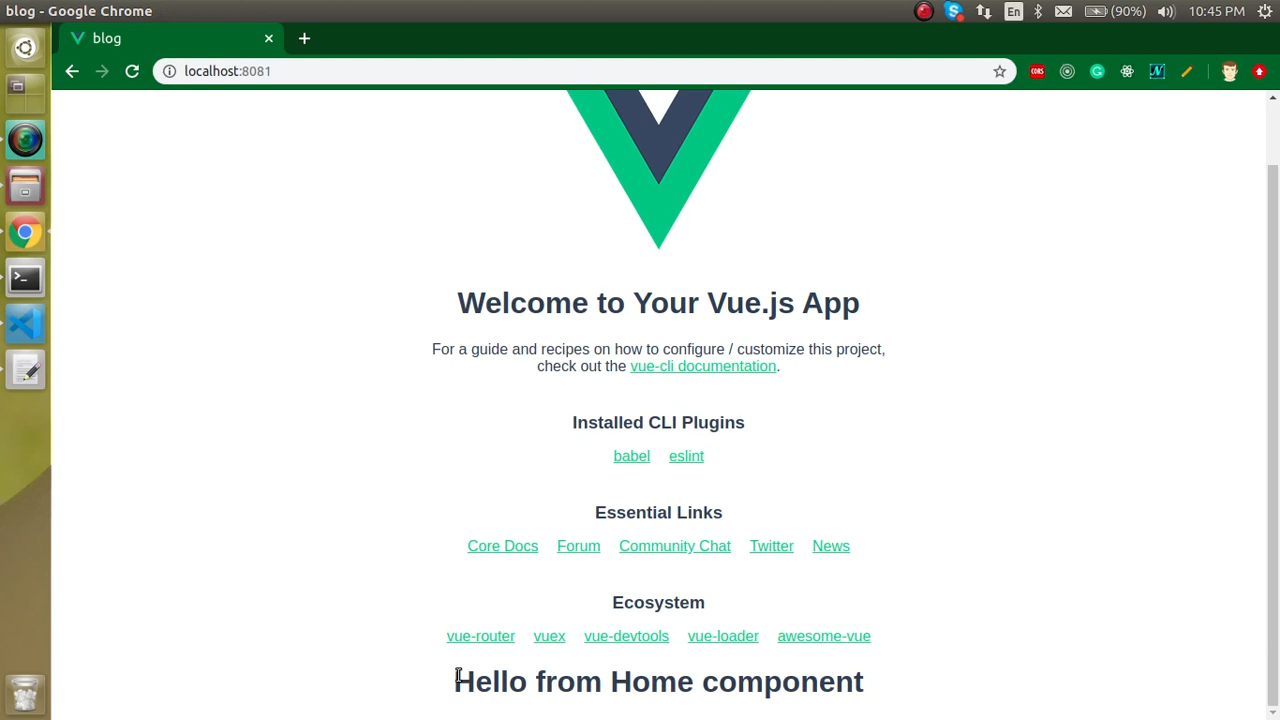 blog - Google Chrome
En
(90%)
10:45 PM
blog
localhost:8081
CORS
N
Welcome to Your Vue.js App
For a guide and recipes on how to configure / customize this project,
check out the vue-cli documentation.
Installed CLI Plugins
babel eslint
Essential Links
Core Docs Forum Community Chat Twitter News
Ecosystem
vue-router vuex vue-devtools vue-loader awesome-vue
Hello from Home component